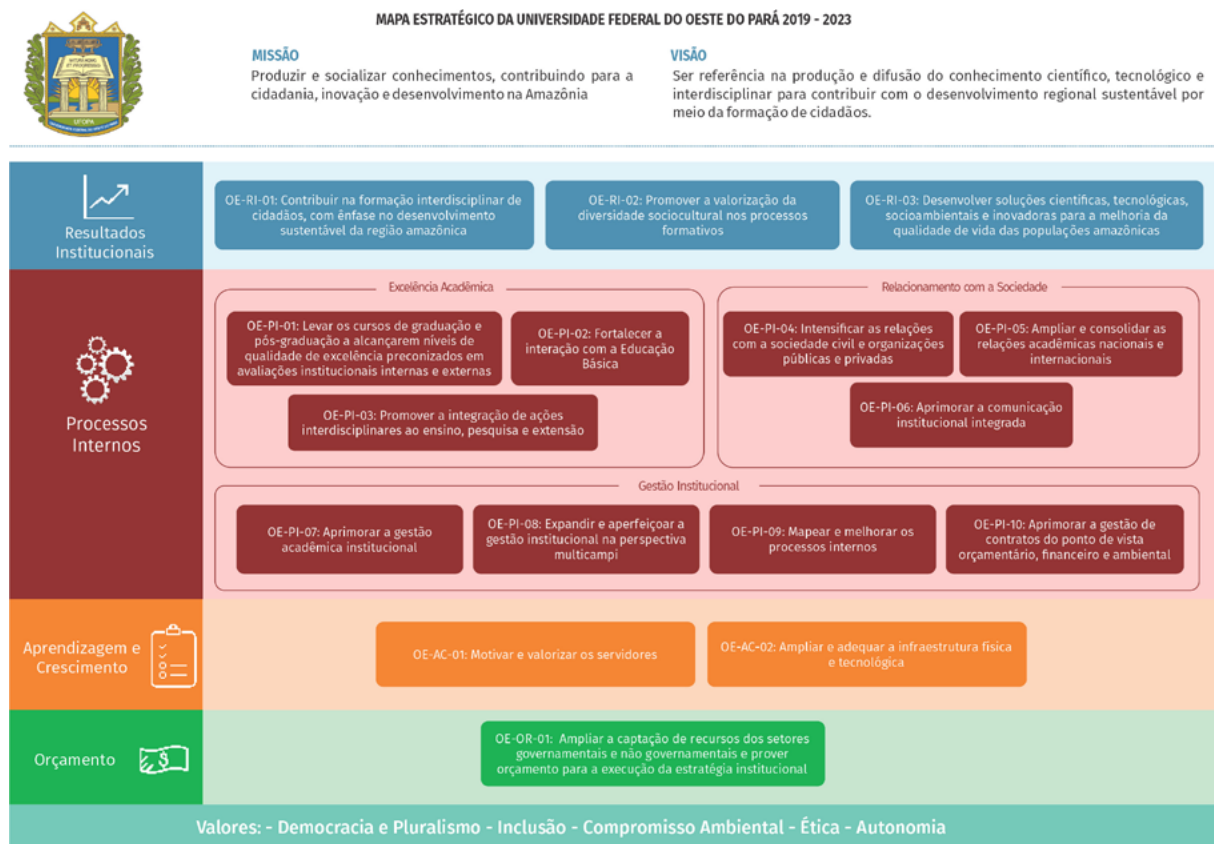 MAPA ESTRATÉGICO DA UNIVERSIDADE FEDERAL DO OESTE DO PARÁ 2019 - 2023
MISSÃO
Produzir e socializar conhecimentos, contribuindo para a
cidadania, inovação e desenvolvimento na Amazônia
VISÃO
Ser referência na produção e difusão do conhecimento científico, tecnológico e
interdisciplinar para contribuir com o desenvolvimento regional sustentável por
meio da formação de cidadãos.
UFOPA
Resultados
Institucionais
OE-RI-01: Contribuir na formação interdisciplinar de
cidadãos, com ênfase no desenvolvimento
sustentável da região amazônica
OE-RI-02: Promover a valorização da
diversidade sociocultural nos processos
formativos
OE-RI-03: Desenvolver soluções científicas, tecnológicas,
socioambientais e inovadoras para a melhoria da
qualidade de vida das populações amazônicas
Processos
Internos
Excelência Acadêmica
OE-PI-01: Levar os cursos de graduação e
pós-graduação a alcançarem níveis de
qualidade de excelência preconizados em
avaliações institucionais internas e externas
OE-PI-02: Fortalecer a
interação com a Educação
Básica
OE-PI-03: Promover a integração de ações
interdisciplinares ao ensino, pesquisa e extensão
Relacionamento com a Sociedade
OE-PI-04: Intensificar as relações
com a sociedade civil e organizações
públicas e privadas
OE-PI-05: Ampliar e consolidar as
relações acadêmicas nacionais e
internacionais
OE-PI-06: Aprimorar a comunicação
institucional integrada
Gestão Institucional
OE-PI-07: Aprimorar a gestão
acadêmica institucional
OE-PI-08: Expandir e aperfeiçoar a
gestão institucional na perspectiva
multicampi
OE-PI-09: Mapear e melhorar os
processos internos
OE-PI-10: Aprimorar a gestão de
contratos do ponto de vista
orçamentário, financeiro e ambiental
Aprendizagem e
Crescimento
OE-AC-01: Motivar e valorizar os servidores
OE-AC-02: Ampliar e adequar a infraestrutura física
e tecnológica
Orçamento
$
OE-OR-01: Ampliar a captação de recursos dos setores
governamentais e não governamentais e prover
orçamento para a execução da estratégia institucional
Valores: - Democracia e Pluralismo - Inclusão - Compromisso Ambiental - Ética - Autonomia